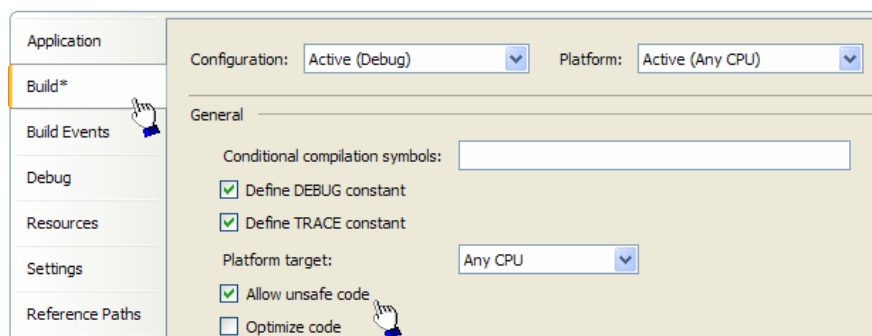 Application
Build*
Build Events
Debug
Resources
Settings
Reference Paths
Configuration: Active (Debug) Platform: Active (Any CPU)
General
Conditional compilation symbols:
Define DEBUG constant
Define TRACE constant
Platform target: Any CPU
Allow unsafe code
Optimize code